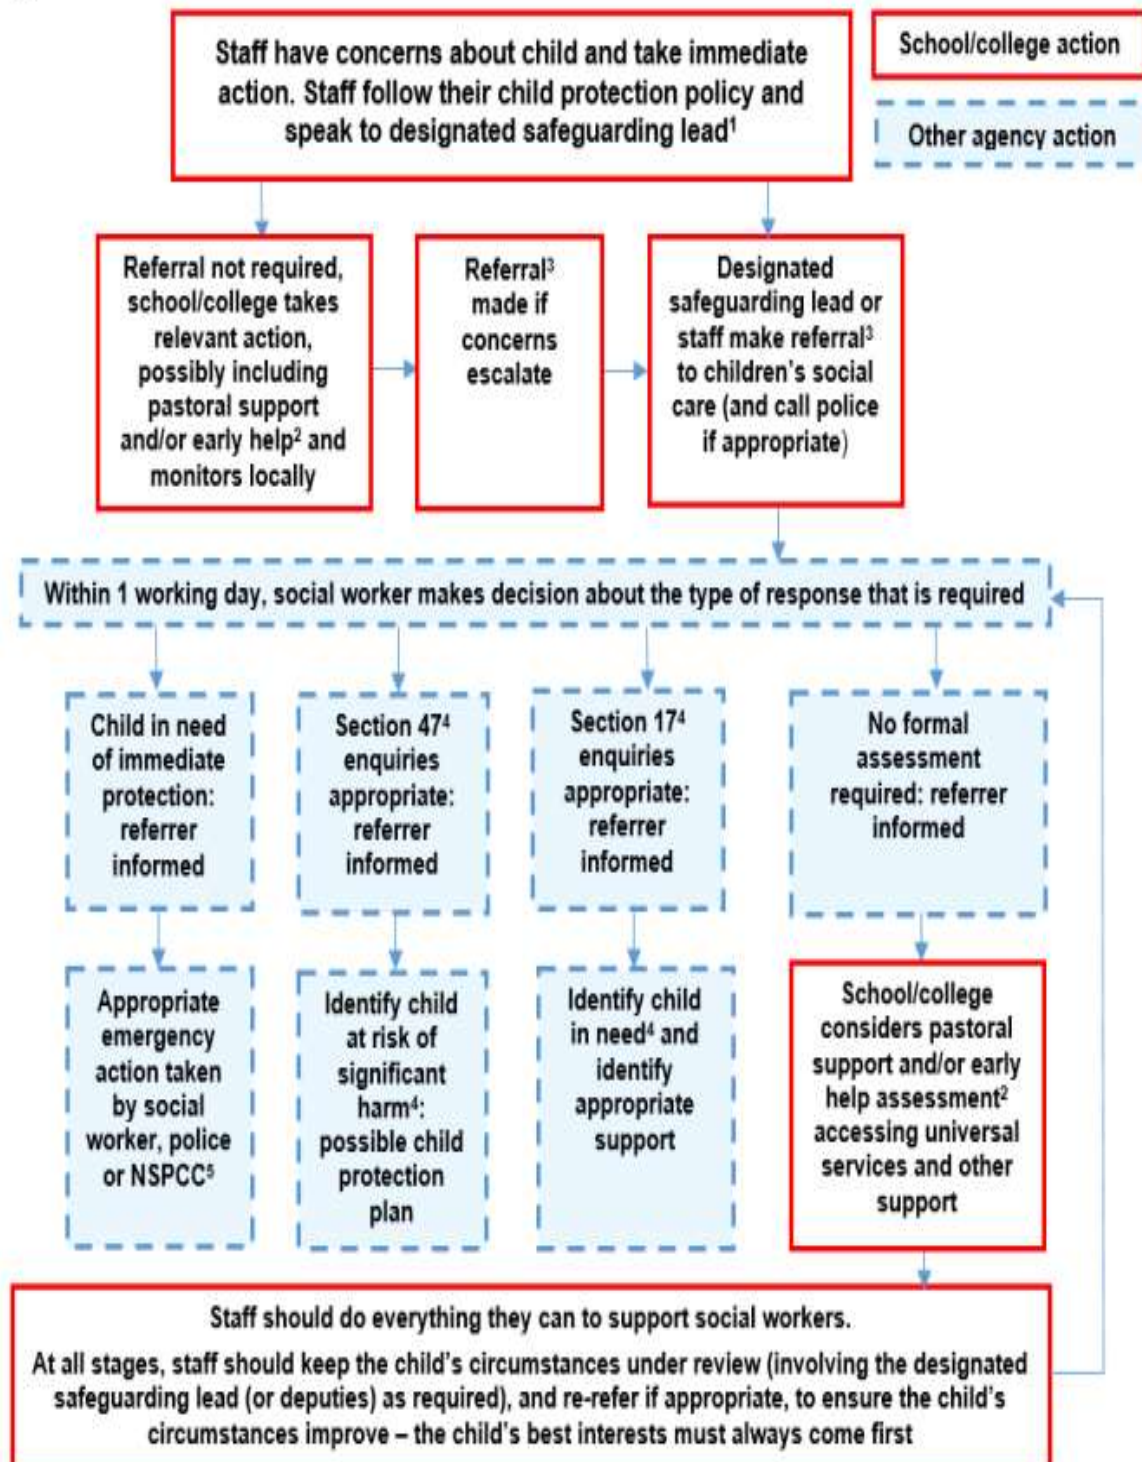 Staff have concerns about child and take immediate
action. Staff follow their child protection policy and
speak to designated safeguarding lead¹
School/college action
Other agency action
Referral not required,
school/college takes
relevant action,
possibly including
pastoral support
and/or early help² and
monitors locally
Referral³
made if
concerns
escalate
Designated
safeguarding lead or
staff make referral³
to children's social
care (and call police
if appropriate)
Within 1 working day, social worker makes decision about the type of response that is required
Child in need
of immediate
protection:
referrer
informed
Section 47⁴
enquiries
appropriate:
referrer
informed
Section 17⁴
enquiries
appropriate:
referrer
informed
No formal
assessment
required: referrer
informed
Appropriate
emergency
action taken
by social
worker, police
or NSPCC⁵
Identify child
at risk of
significant
harm⁴:
possible child
protection
plan
Identify child
in need⁴ and
identify
appropriate
support
School/college
considers pastoral
support and/or early
help assessment²
accessing universal
services and other
support
Staff should do everything they can to support social workers.
At all stages, staff should keep the child's circumstances under review (involving the designated
safeguarding lead (or deputies) as required), and re-refer if appropriate, to ensure the child's
circumstances improve – the child's best interests must always come first